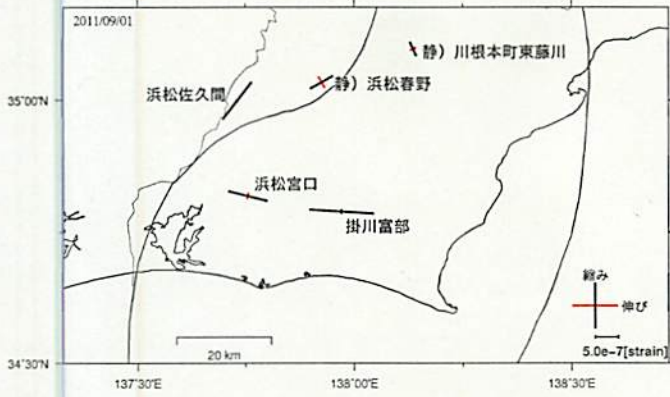 2011/09/01
静）川根本町東藤川
浜松佐久間
静）浜松春野
35°00'N
浜松宮口
掛川富部
縮み
伸び
20 km
5.0e-7[strain]
34°30'N
137°30'E
138°00'E
138°30'E